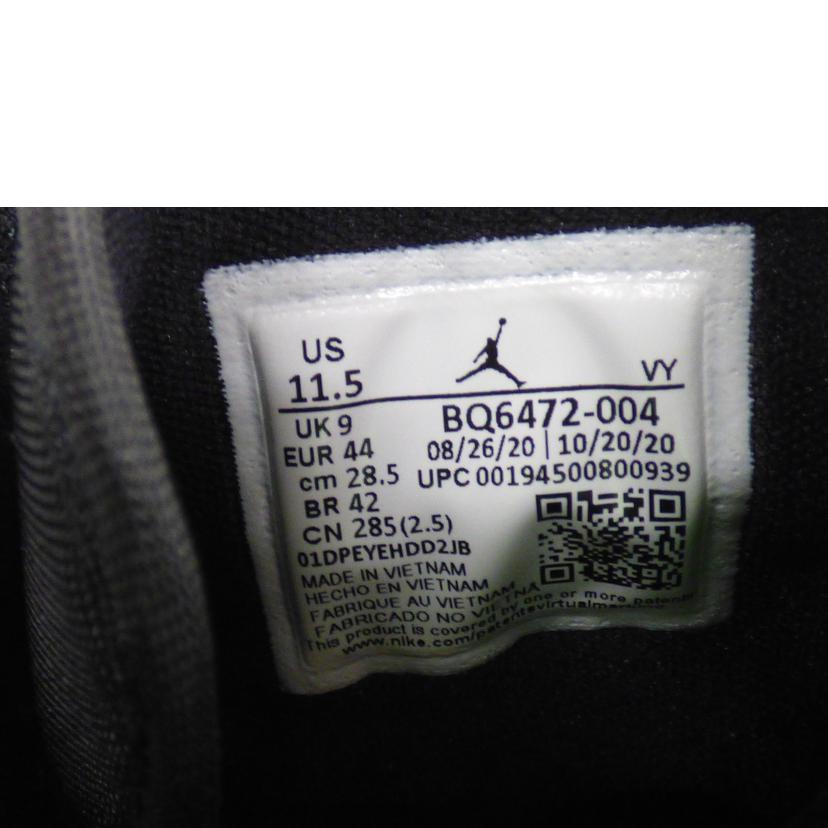 US
11.5
VY
UK 9
BQ6472-004
EUR 44
08/26/20 | 10/20/20
cm 28.5
UPC 00194500800939
BR 42
CN 285(2.5)
01DPEYEHDD2JB
MADE IN VIETNAM
HECHO EN VIETNAM
FABRIQUE AU VIETNAM
FABRICADO NO VIETNA
This product is covered by one or more patents
www.nike.com/patents